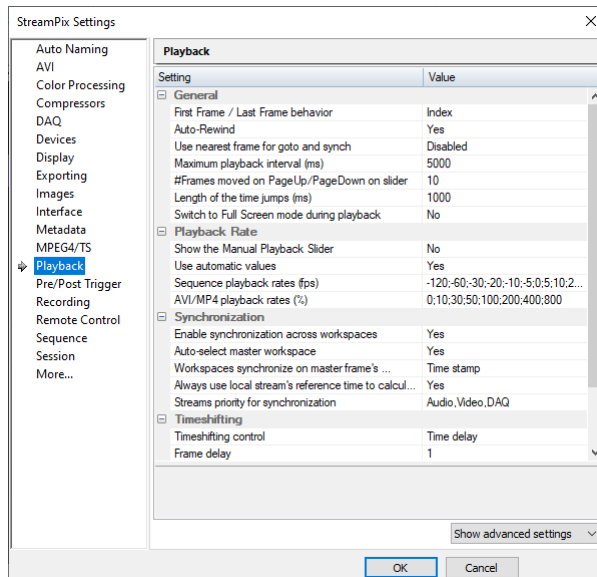 StreamPix Settings
Auto Naming
AVI
Color Processing
Compressors
DAQ
Devices
Display
Exporting
Images
Interface
Metadata
MPEG4/TS
Playback
Pre/Post Trigger
Recording
Remote Control
Sequence
Session
More...
Playback
Setting Value
General
First Frame / Last Frame behavior Index
Auto-Rewind Yes
Use nearest frame for goto and synch Disabled
Maximum playback interval (ms) 5000
#Frames moved on PageUp/PageDown on slider 10
Length of the time jumps (ms) 1000
Switch to Full Screen mode during playback No
Playback Rate
Show the Manual Playback Slider No
Use automatic values Yes
Sequence playback rates (fps) -120;-60;-30;-20;-10;-5;0;5;10;2...
AVI/MP4 playback rates (%) 0;10;30;50;100;200;400;800
Synchronization
Enable synchronization across workspaces Yes
Auto-select master workspace Yes
Workspaces synchronize on master frame's ... Time stamp
Always use local stream's reference time to calcul... Yes
Streams priority for synchronization Audio,Video,DAQ
Timeshifting
Timeshifting control Time delay
Frame delay 1
Show advanced settings
OK Cancel